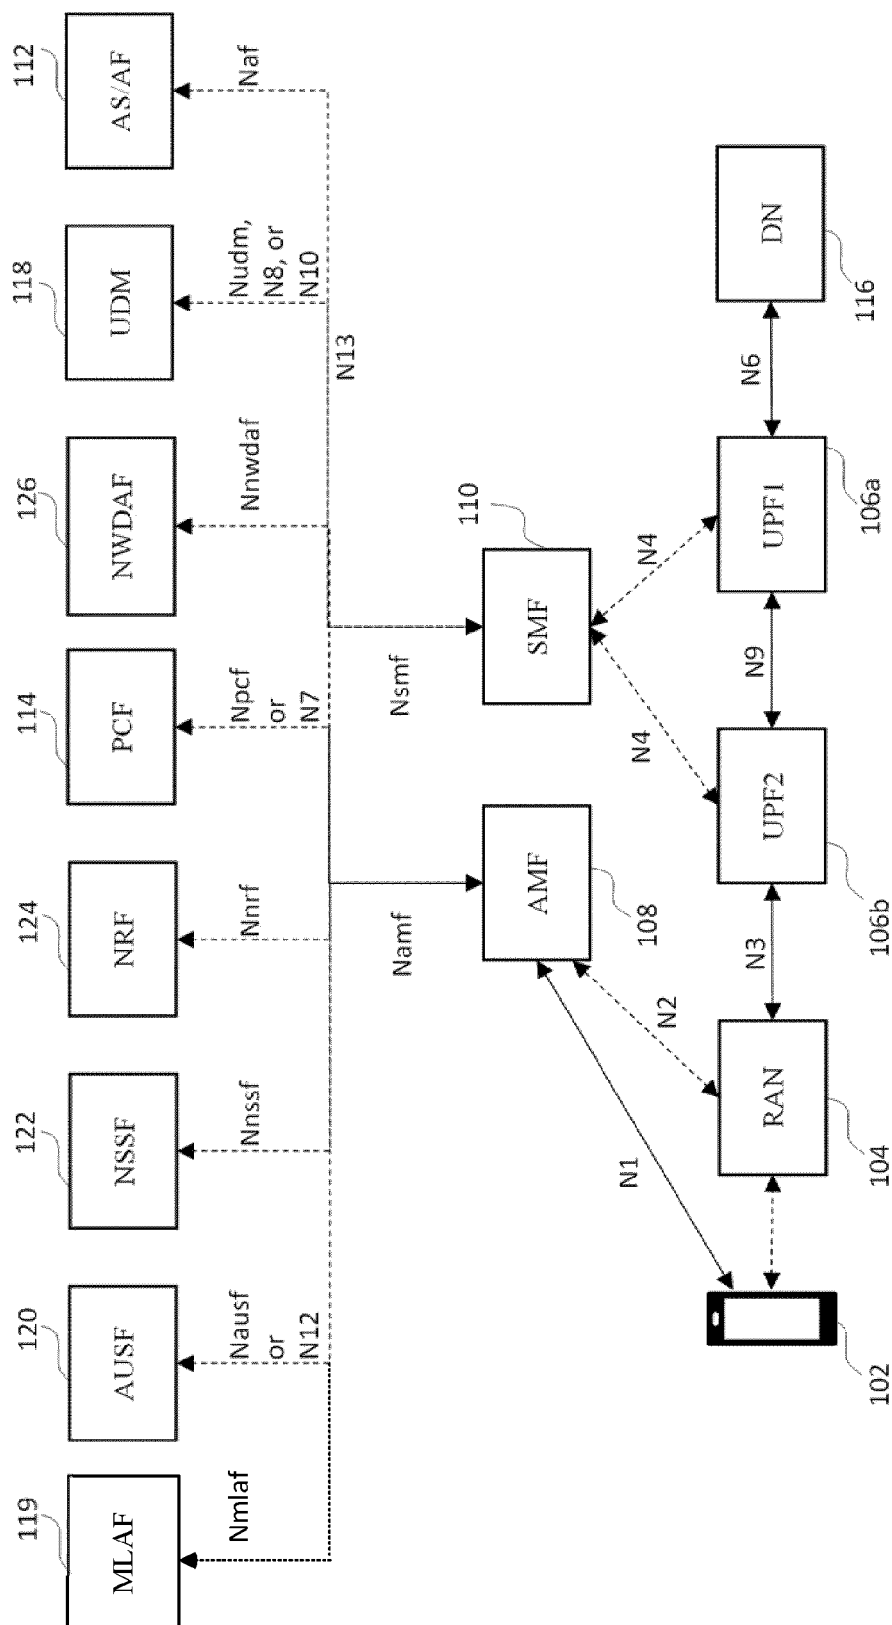 119
120
122
124
114
126
118
112
MLAF
AUSF
NSSF
NRF
PCF
NWDAF
UDM
AS/AF
Nmlaf
Nausf
or
N12
Nnssf
Nnrf
Npcf
or
N7
Nnwdaf
Nudm,
N8, or
N10
Naf
N13
Namf
Nsmf
110
AMF
SMF
108
N1
N2
N4
N4
102
RAN
104
N3
UPF2
106b
N9
UPF1
106a
N6
DN
116